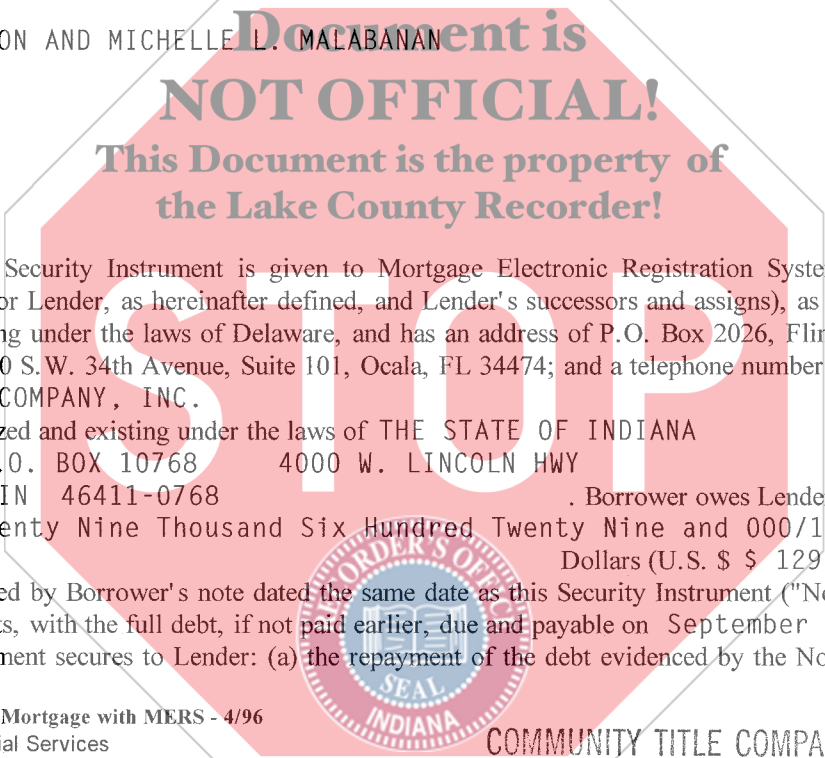 ON AND MICHELLE L. MALABANAN
Document is
NOT OFFICIAL!
This Document is the property of
the Lake County Recorder!
Security Instrument is given to Mortgage Electronic Registration Syste
or Lender, as hereinafter defined, and Lender's successors and assigns), as
ng under the laws of Delaware, and has an address of P.O. Box 2026, Flin
0 S.W. 34th Avenue, Suite 101, Ocala, FL 34474; and a telephone number
COMPANY, INC.
zed and existing under the laws of THE STATE OF INDIANA
.O. BOX 10768 4000 W. LINCOLN HWY
IN 46411-0768 . Borrower owes Lende
enty Nine Thousand Six Hundred Twenty Nine and 000/1
Dollars (U.S. $ $ 129
ed by Borrower's note dated the same date as this Security Instrument ("No
ts, with the full debt, if not paid earlier, due and payable on September
ment secures to Lender: (a) the repayment of the debt evidenced by the No
Mortgage with MERS - 4/96
ial Services
COMMUNITY TITLE COMPA
STOP
RECORDER'S OFFICE
SEAL
INDIANA